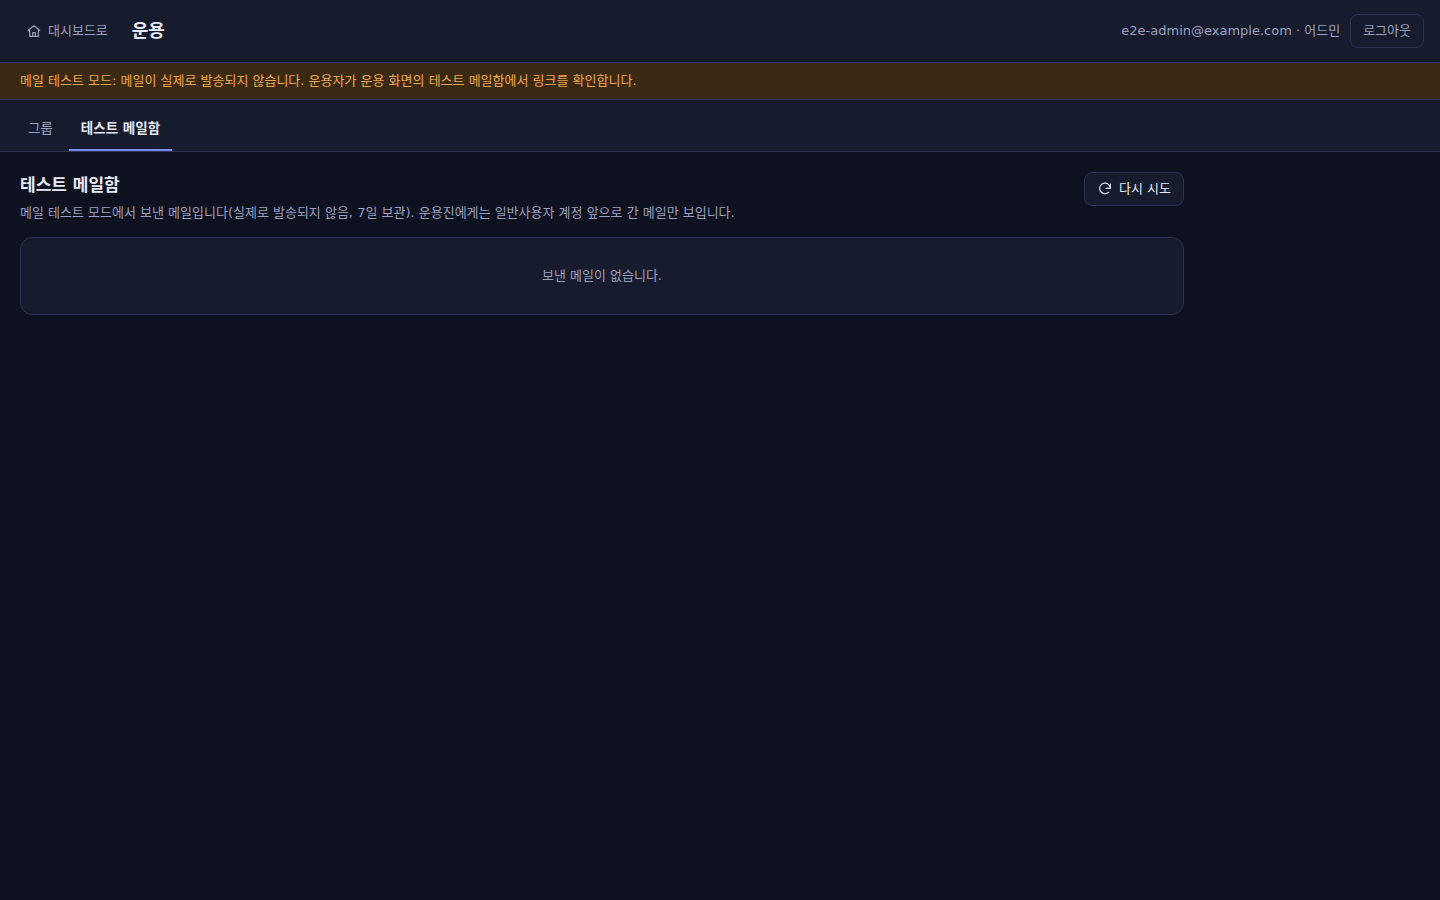 대시보드로
운용
e2e-admin@example.com · 어드민
로그아웃
메일 테스트 모드: 메일이 실제로 발송되지 않습니다. 운용자가 운용 화면의 테스트 메일함에서 링크를 확인합니다.
그룹
테스트 메일함
테스트 메일함
다시 시도
메일 테스트 모드에서 보낸 메일입니다(실제로 발송되지 않음, 7일 보관). 운용진에게는 일반사용자 계정 앞으로 간 메일만 보입니다.
보낸 메일이 없습니다.